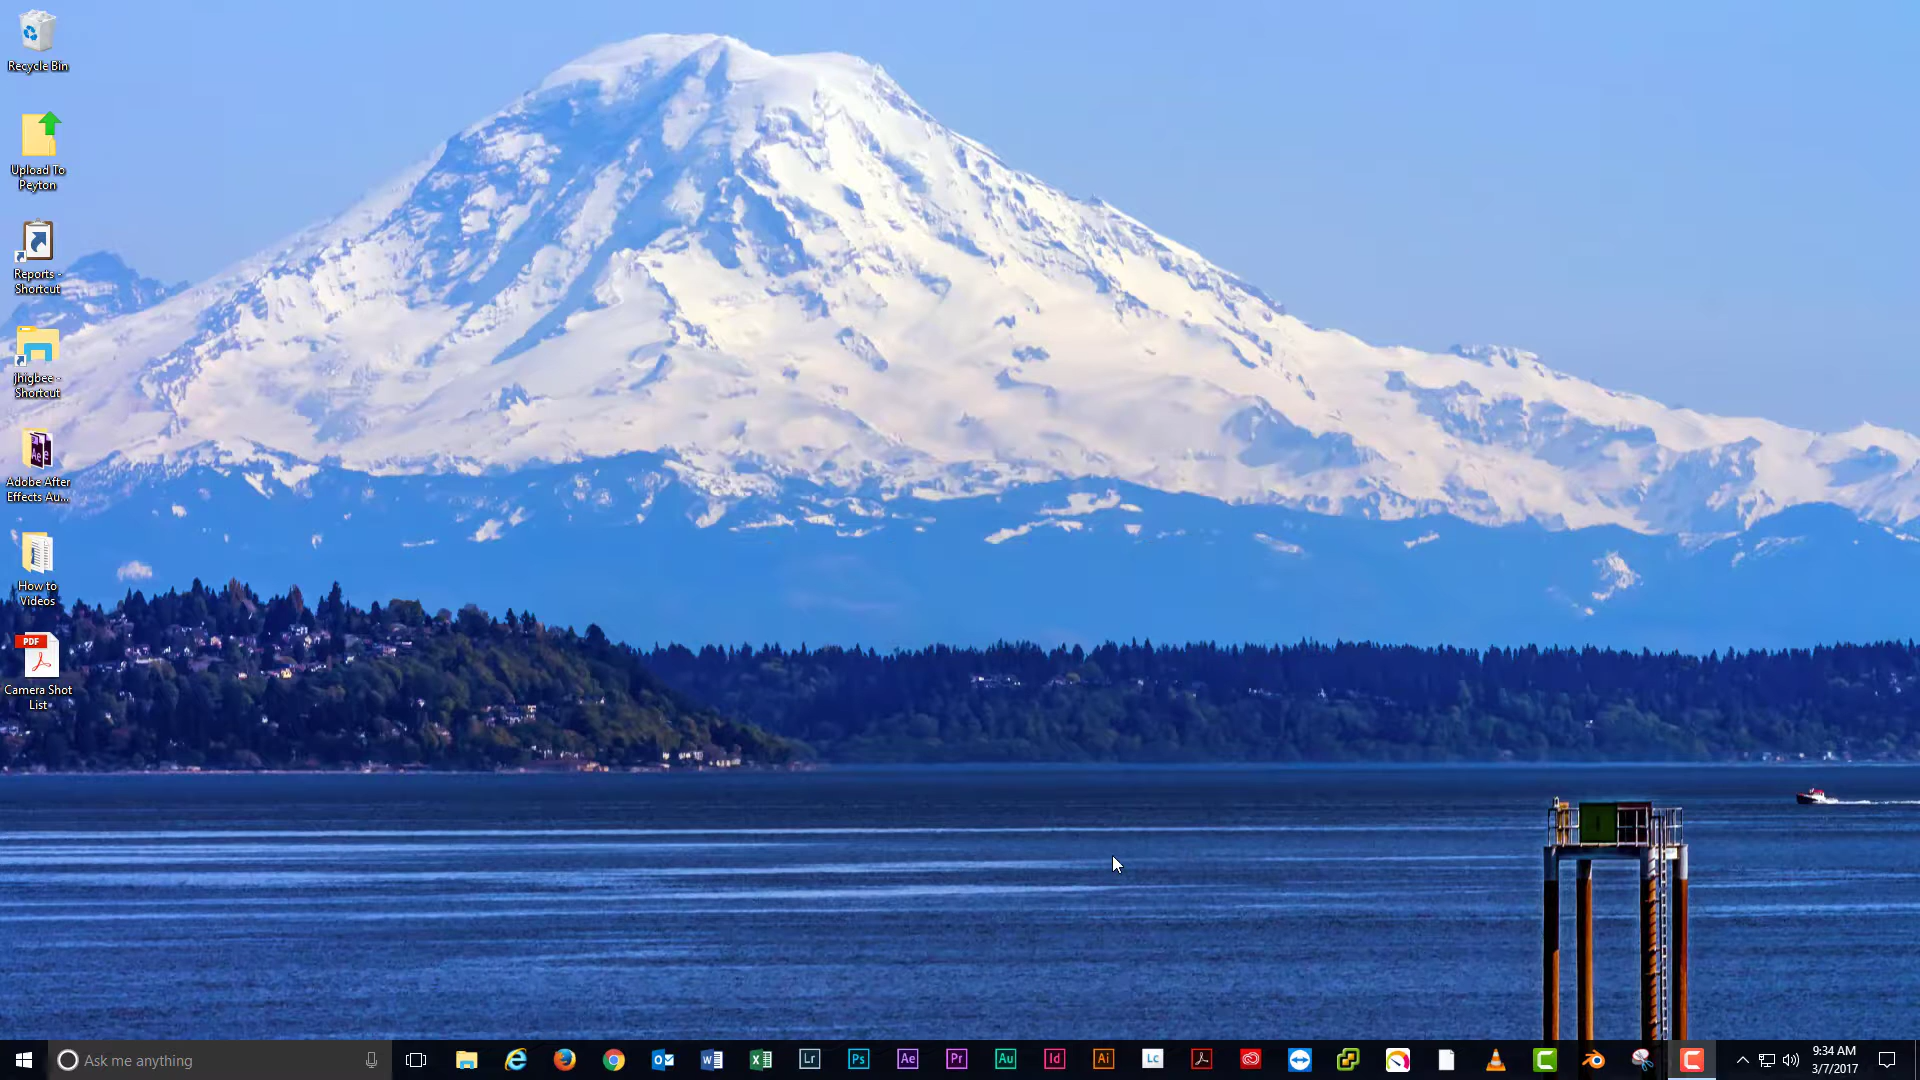 Recycle Bin
Upload To
Peyton
Reports -
Shortcut
jhigbee -
Shortcut
Adobe After
Effects Au...
How to
Videos
PDF
Camera Shot
List
Ask me anything
Lr
Ps
Ae
Pr
Au
Id
Ai
Lc
9:34 AM
3/7/2017